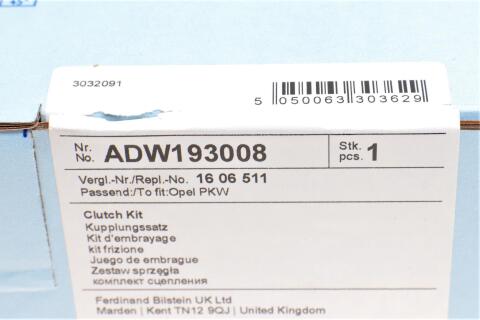 3032091
5 050063 303629
Nr. No. ADW193008 Stk. pcs. 1
Vergl.-Nr./Repl.-No. 16 06 511
Passend:/To fit:Opel PKW
Clutch Kit
Kupplungssatz
Kit d'embrayage
kit frizione
Juego de embrague
Zestaw sprzęgła
комплект сцепления
Ferdinand Bilstein UK Ltd
Marden | Kent TN12 9QJ | United Kingdom